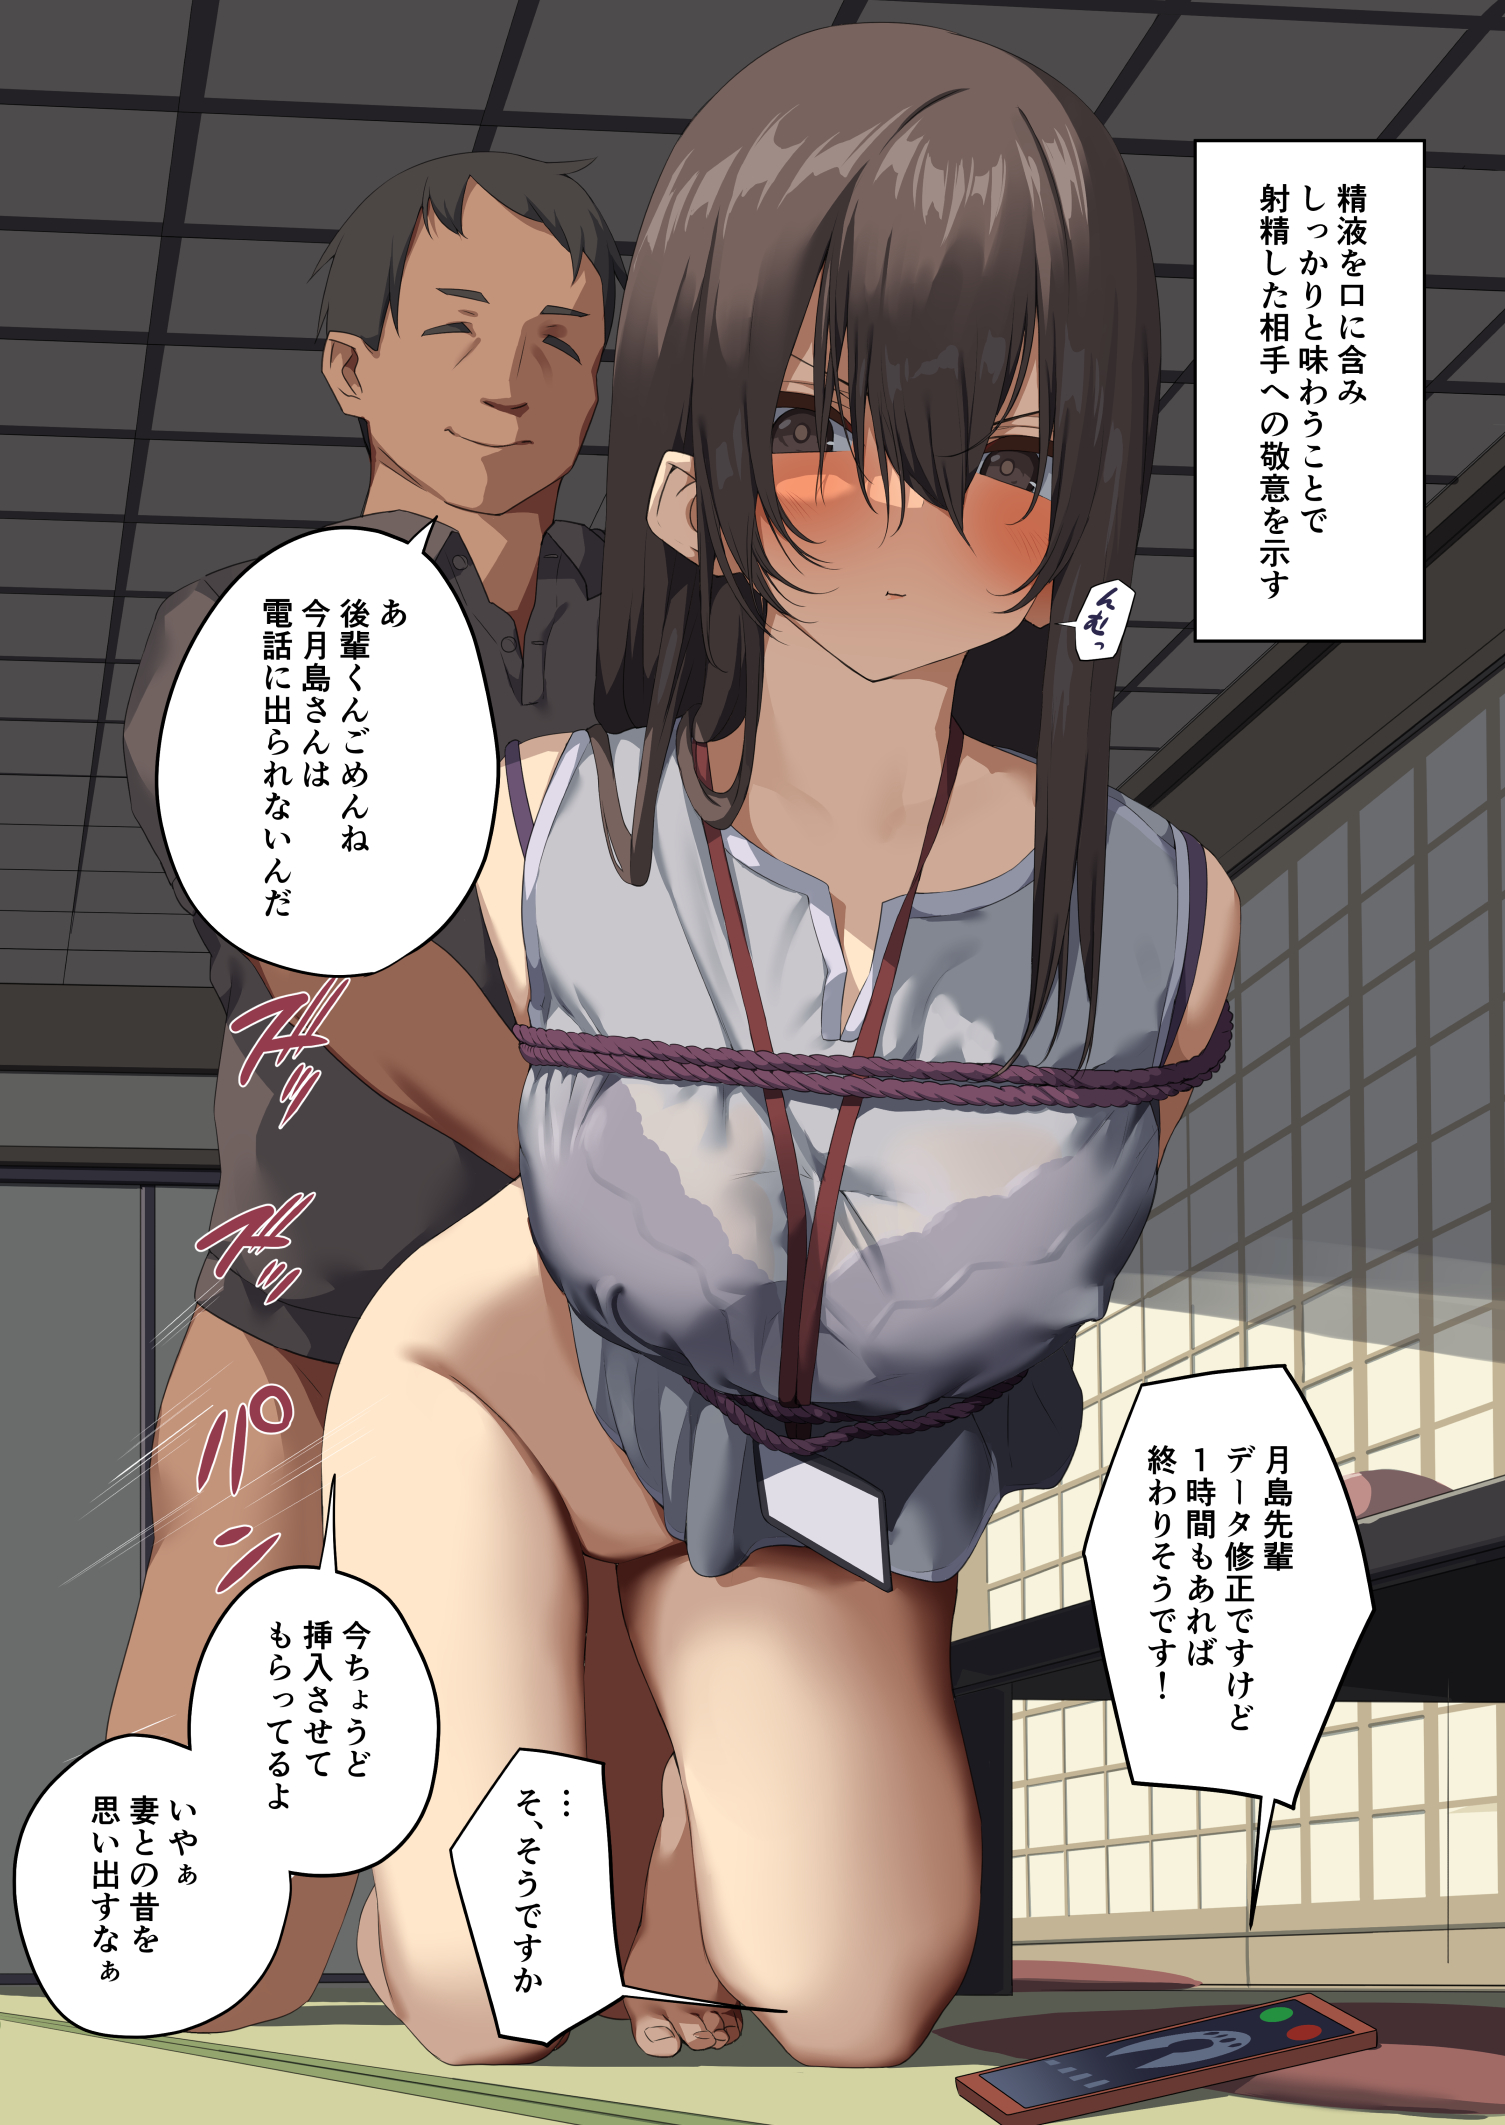 精液を口に含み
しっかりと味わうことで
射精した相手への敬意を示す
んむっ
あ
後輩くんごめんね
今月島さんは
電話に出られないんだ
ズッ
ズッ
パン
月島先輩
データ修正ですけど
1時間もあれば
終わりそうです！
今ちょうど
挿入させて
もらってるよ
いやぁ
妻との昔を
思い出すなぁ
…
そ、そうですか